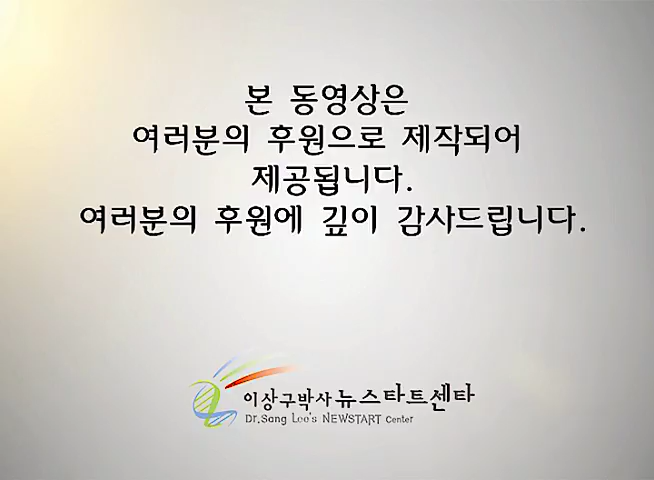 본 동영상은
여러분의 후원으로 제작되어
제공됩니다.
여러분의 후원에 깊이 감사드립니다.
이상구박사 뉴스타트센타
Dr.Sang Lee's NEWSTART Center